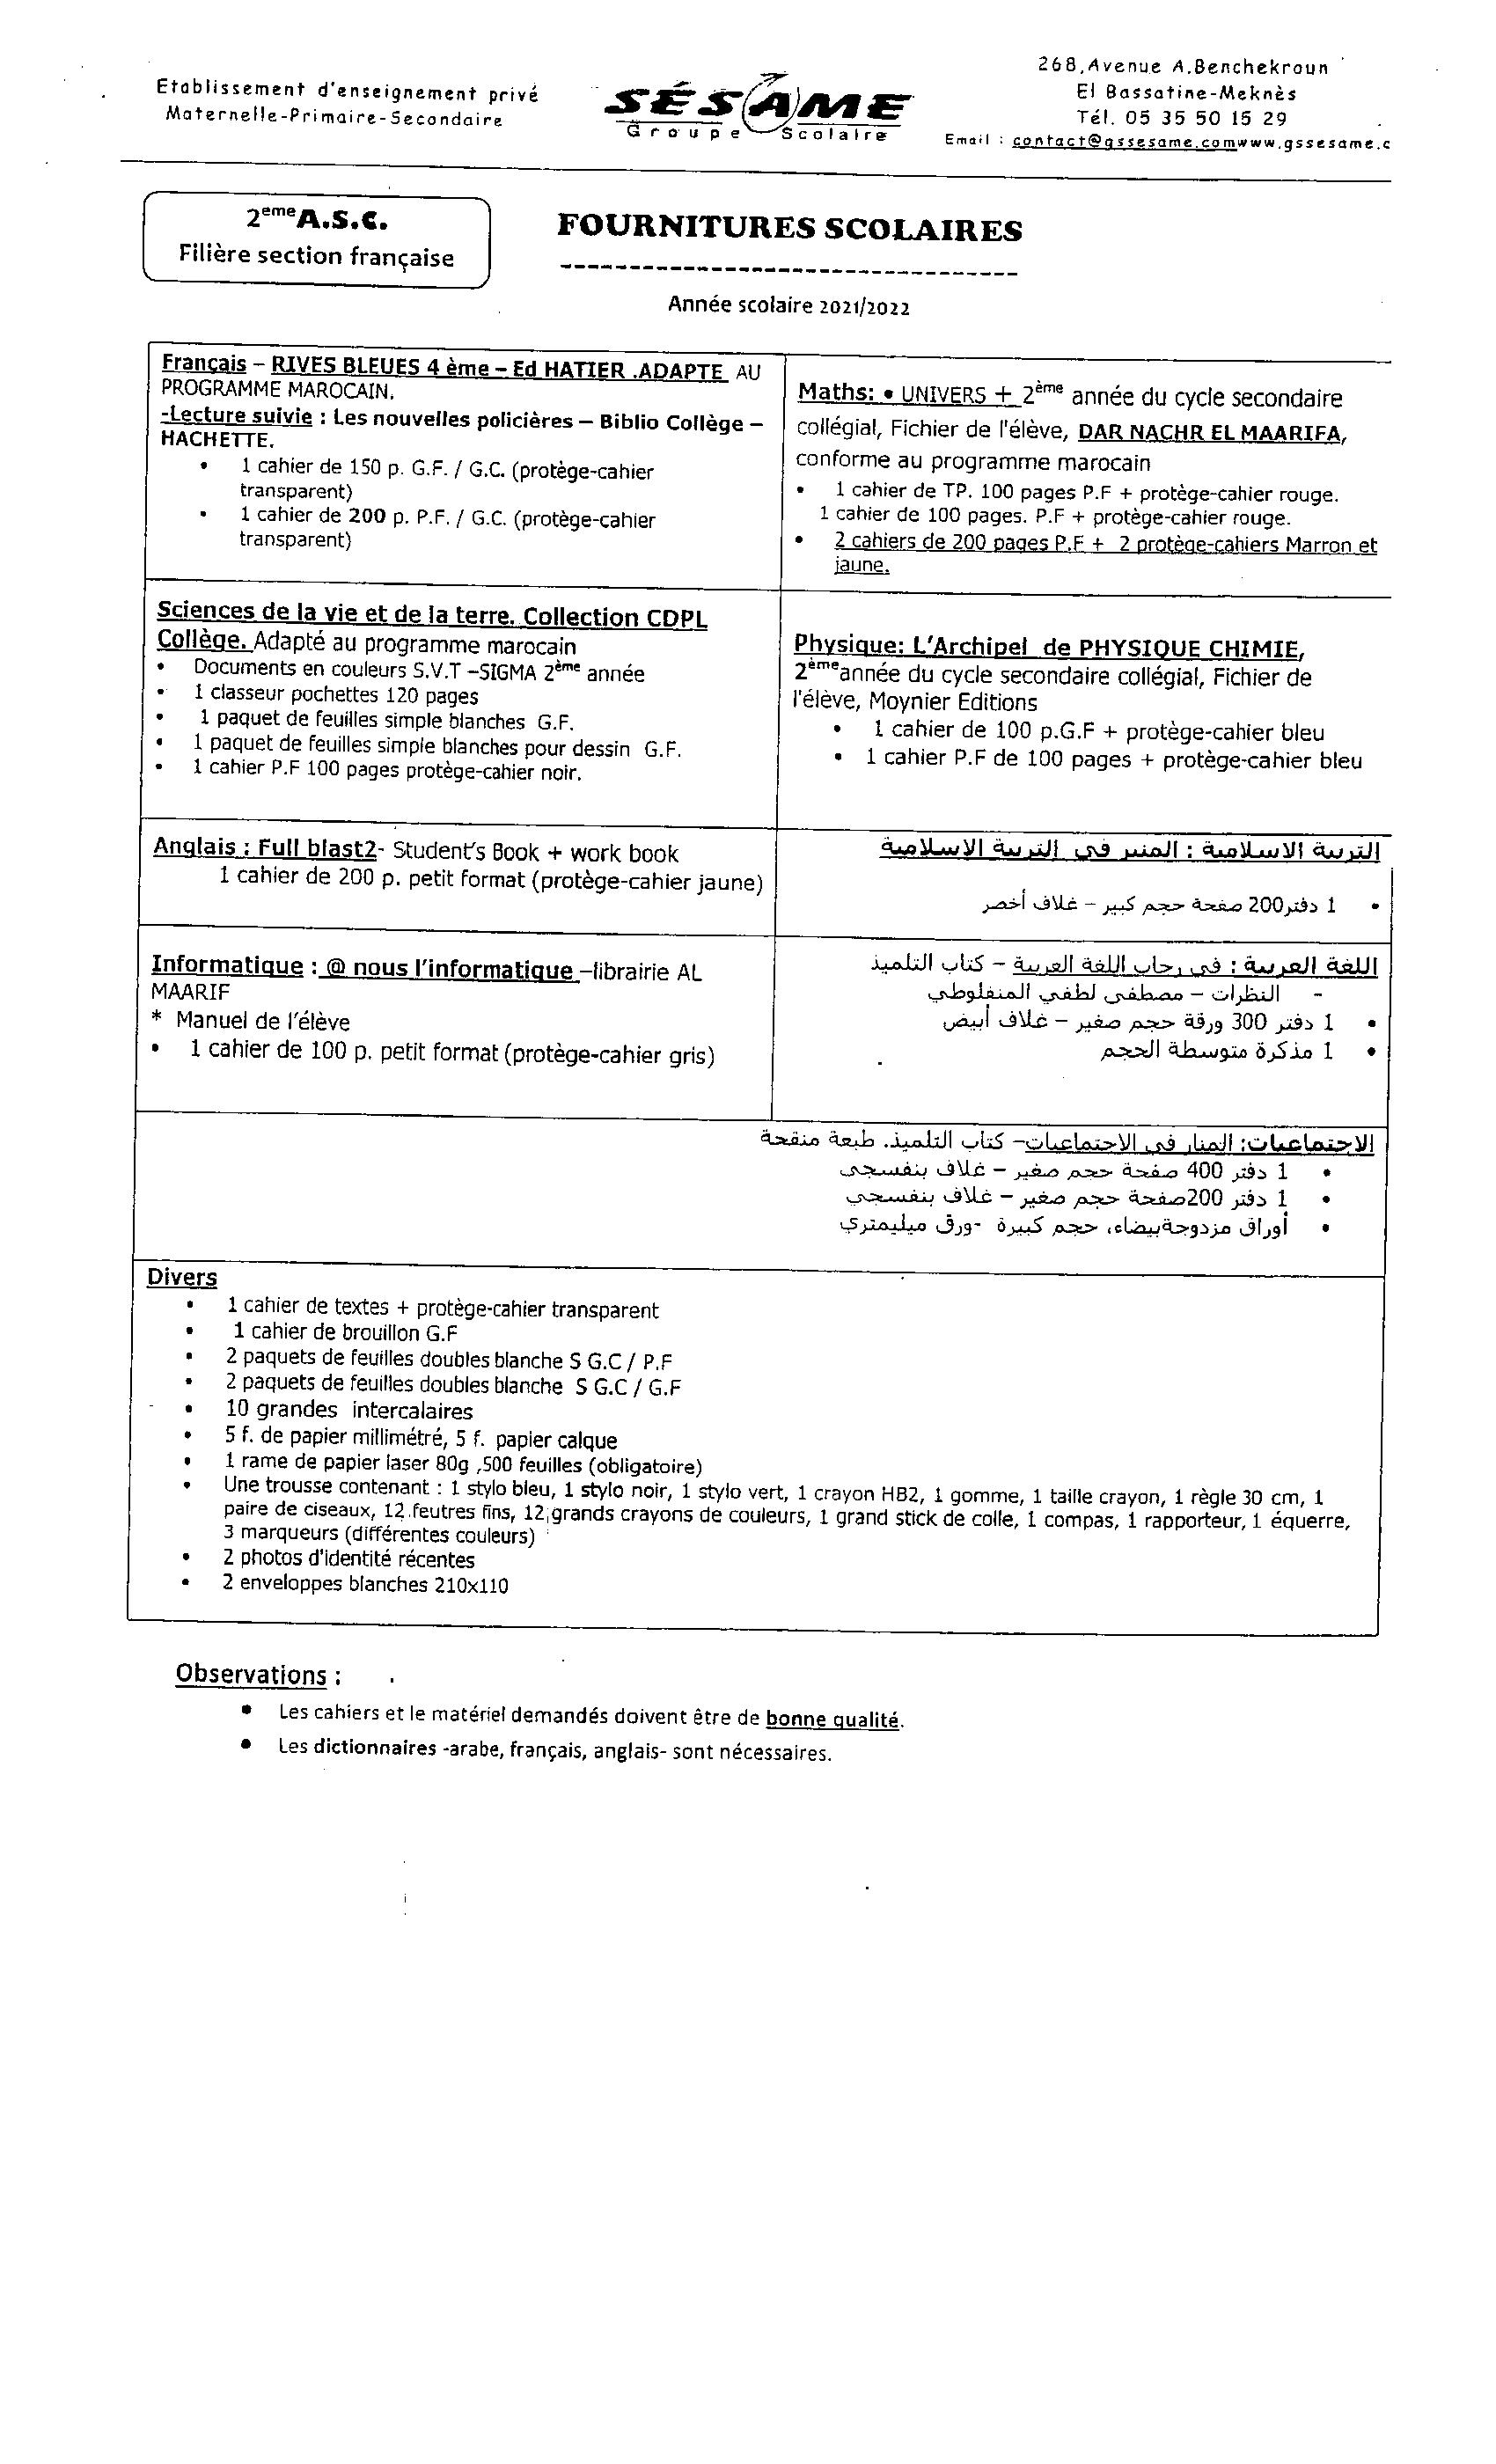 Etablissement d'enseignement privé
Maternelle-Primaire-Secondaire
SÉSAME
Groupe Scolaire
268,Avenue A.Benchekroun
El Bassatine-Meknès
Tél. 05 35 50 15 29
Email : contact@gssesame.comwww.gssesame.c
2eme A.S.C.
Filière section française
FOURNITURES SCOLAIRES
-----------------------------------
Année scolaire 2021/2022
Français – RIVES BLEUES 4 ème – Ed HATIER .ADAPTE AU
PROGRAMME MAROCAIN.
-Lecture suivie : Les nouvelles policières – Biblio Collège –
HACHETTE.
• 1 cahier de 150 p. G.F. / G.C. (protège-cahier
transparent)
• 1 cahier de 200 p. P.F. / G.C. (protège-cahier
transparent)
Maths: • UNIVERS + 2ème année du cycle secondaire
collégial, Fichier de l'élève, DAR NACHR EL MAARIFA,
conforme au programme marocain
• 1 cahier de TP. 100 pages P.F + protège-cahier rouge.
1 cahier de 100 pages. P.F + protège-cahier rouge.
• 2 cahiers de 200 pages P.F + 2 protège-cahiers Marron et
jaune.
Sciences de la vie et de la terre. Collection CDPL
Collège. Adapté au programme marocain
• Documents en couleurs S.V.T –SIGMA 2ème année
• 1 classeur pochettes 120 pages
• 1 paquet de feuilles simple blanches G.F.
• 1 paquet de feuilles simple blanches pour dessin G.F.
• 1 cahier P.F 100 pages protège-cahier noir.
Physique: L'Archipel de PHYSIQUE CHIMIE,
2ème année du cycle secondaire collégial, Fichier de
l'élève, Moynier Editions
• 1 cahier de 100 p.G.F + protège-cahier bleu
• 1 cahier P.F de 100 pages + protège-cahier bleu
Anglais : Full blast2- Student's Book + work book
1 cahier de 200 p. petit format (protège-cahier jaune)
التربية الاسلامية : المنير في التربية الاسلامية
• 1 دفتر200 صفحة حجم كبير – غلاف أخضر
Informatique : @ nous l'informatique –librairie AL
MAARIF
* Manuel de l'élève
• 1 cahier de 100 p. petit format (protège-cahier gris)
اللغة العربية : في رحاب اللغة العربية – كتاب التلميذ
- النظرات – مصطفى لطفي المنفلوطي
• 1 دفتر 300 ورقة حجم صغير – غلاف أبيض
• 1 مذكرة متوسطة الحجم
الاجتماعيات: المنار في الاجتماعيات– كتاب التلميذ. طبعة منقحة
• 1 دفتر 400 صفحة حجم صغير – غلاف بنفسجي
• 1 دفتر 200صفحة حجم صغير – غلاف بنفسجي
• أوراق مزدوجةبيضاء، حجم كبيرة -ورق ميليمتري
Divers
• 1 cahier de textes + protège-cahier transparent
• 1 cahier de brouillon G.F
• 2 paquets de feuilles doubles blanche S G.C / P.F
• 2 paquets de feuilles doubles blanche S G.C / G.F
• 10 grandes intercalaires
• 5 f. de papier millimétré, 5 f. papier calque
• 1 rame de papier laser 80g ,500 feuilles (obligatoire)
• Une trousse contenant : 1 stylo bleu, 1 stylo noir, 1 stylo vert, 1 crayon HB2, 1 gomme, 1 taille crayon, 1 règle 30 cm, 1
paire de ciseaux, 12 feutres fins, 12 grands crayons de couleurs, 1 grand stick de colle, 1 compas, 1 rapporteur, 1 équerre,
3 marqueurs (différentes couleurs)
• 2 photos d'identité récentes
• 2 enveloppes blanches 210x110
Observations :
• Les cahiers et le matériel demandés doivent être de bonne qualité.
• Les dictionnaires -arabe, français, anglais- sont nécessaires.